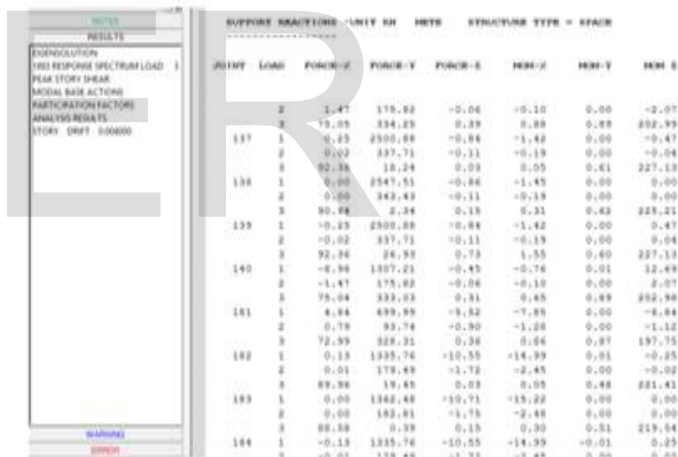 NOTES
RESULTS
EIGENSOLUTION
1893 RESPONSE SPECTRUM LOAD 3
PEAK STORY SHEAR
MODAL BASE ACTIONS
PARTICIPATION FACTORS
ANALYSIS RESULTS
STORY DRIFT 0.004000
WARNING
ERROR
SUPPORT REACTIONS -UNIT KN METE STRUCTURE TYPE = SPACE
JOINT LOAD FORCE-X FORCE-Y FORCE-Z MOM-X MOM-Y MOM Z
2 1.47 175.82 -0.06 -0.10 0.00 -2.07
3 75.05 334.25 0.39 0.88 0.89 202.99
137 1 0.25 2500.88 -0.84 -1.42 0.00 -0.47
2 0.02 337.71 -0.11 -0.19 0.00 -0.04
3 92.36 18.24 0.03 0.05 0.61 227.13
138 1 0.00 2547.51 -0.86 -1.45 0.00 0.00
2 0.00 343.43 -0.11 -0.19 0.00 0.00
3 90.94 2.34 0.15 0.31 0.62 225.21
139 1 -0.25 2500.88 -0.84 -1.42 0.00 0.47
2 -0.02 337.71 -0.11 -0.19 0.00 0.04
3 92.36 26.93 0.73 1.55 0.60 227.13
140 1 -6.96 1307.21 -0.45 -0.76 0.01 12.69
2 -1.47 175.82 -0.06 -0.10 0.00 2.07
3 75.04 333.03 0.31 0.65 0.89 202.98
181 1 4.84 699.99 -5.52 -7.85 0.00 -6.84
2 0.79 93.74 -0.90 -1.28 0.00 -1.12
3 72.99 328.31 0.36 0.86 0.87 197.75
182 1 0.13 1335.76 -10.55 -14.99 0.01 -0.25
2 0.01 179.49 -1.72 -2.45 0.00 -0.02
3 89.96 19.45 0.03 0.05 0.48 221.41
183 1 0.00 1362.48 -10.71 -15.22 0.00 0.00
2 0.00 182.81 -1.75 -2.48 0.00 0.00
3 88.58 0.39 0.15 0.30 0.51 219.54
184 1 -0.13 1335.76 -10.55 -14.99 -0.01 0.25
ER